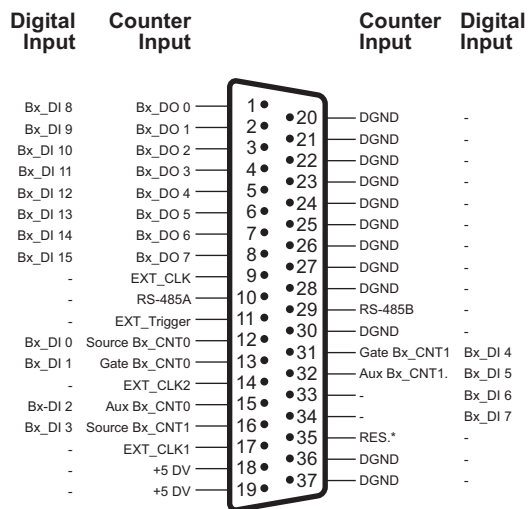 Digital Input Counter Input Counter Input Digital Input
Bx_DI 8 Bx_DO 0 1
20 DGND -
Bx_DI 9 Bx_DO 1 2
21 DGND -
Bx_DI 10 Bx_DO 2 3
22 DGND -
Bx_DI 11 Bx_DO 3 4
23 DGND -
Bx_DI 12 Bx_DO 4 5
24 DGND -
Bx_DI 13 Bx_DO 5 6
25 DGND -
Bx_DI 14 Bx_DO 6 7
26 DGND -
Bx_DI 15 Bx_DO 7 8
27 DGND -
- EXT_CLK 9
28 DGND -
- RS-485A 10
29 RS-485B -
- EXT_Trigger 11
30 DGND -
Bx_DI 0 Source Bx_CNT0 12
31 Gate Bx_CNT1 Bx_DI 4
Bx_DI 1 Gate Bx_CNT0 13
32 Aux Bx_CNT1. Bx_DI 5
- EXT_CLK2 14
33 - Bx_DI 6
Bx-DI 2 Aux Bx_CNT0 15
34 - Bx_DI 7
Bx_DI 3 Source Bx_CNT1 16
35 RES.* -
- EXT_CLK1 17
36 DGND -
- +5 DV 18
37 DGND -
- +5 DV 19